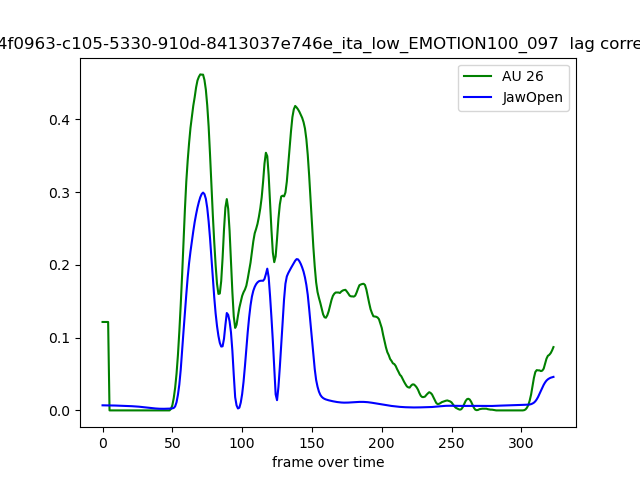 4f0963-c105-5330-910d-8413037e746e_ita_low_EMOTION100_097 lag corre
AU 26
JawOpen
0.4
0.3
0.2
0.1
0.0
0 50 100 150 200 250 300
frame over time